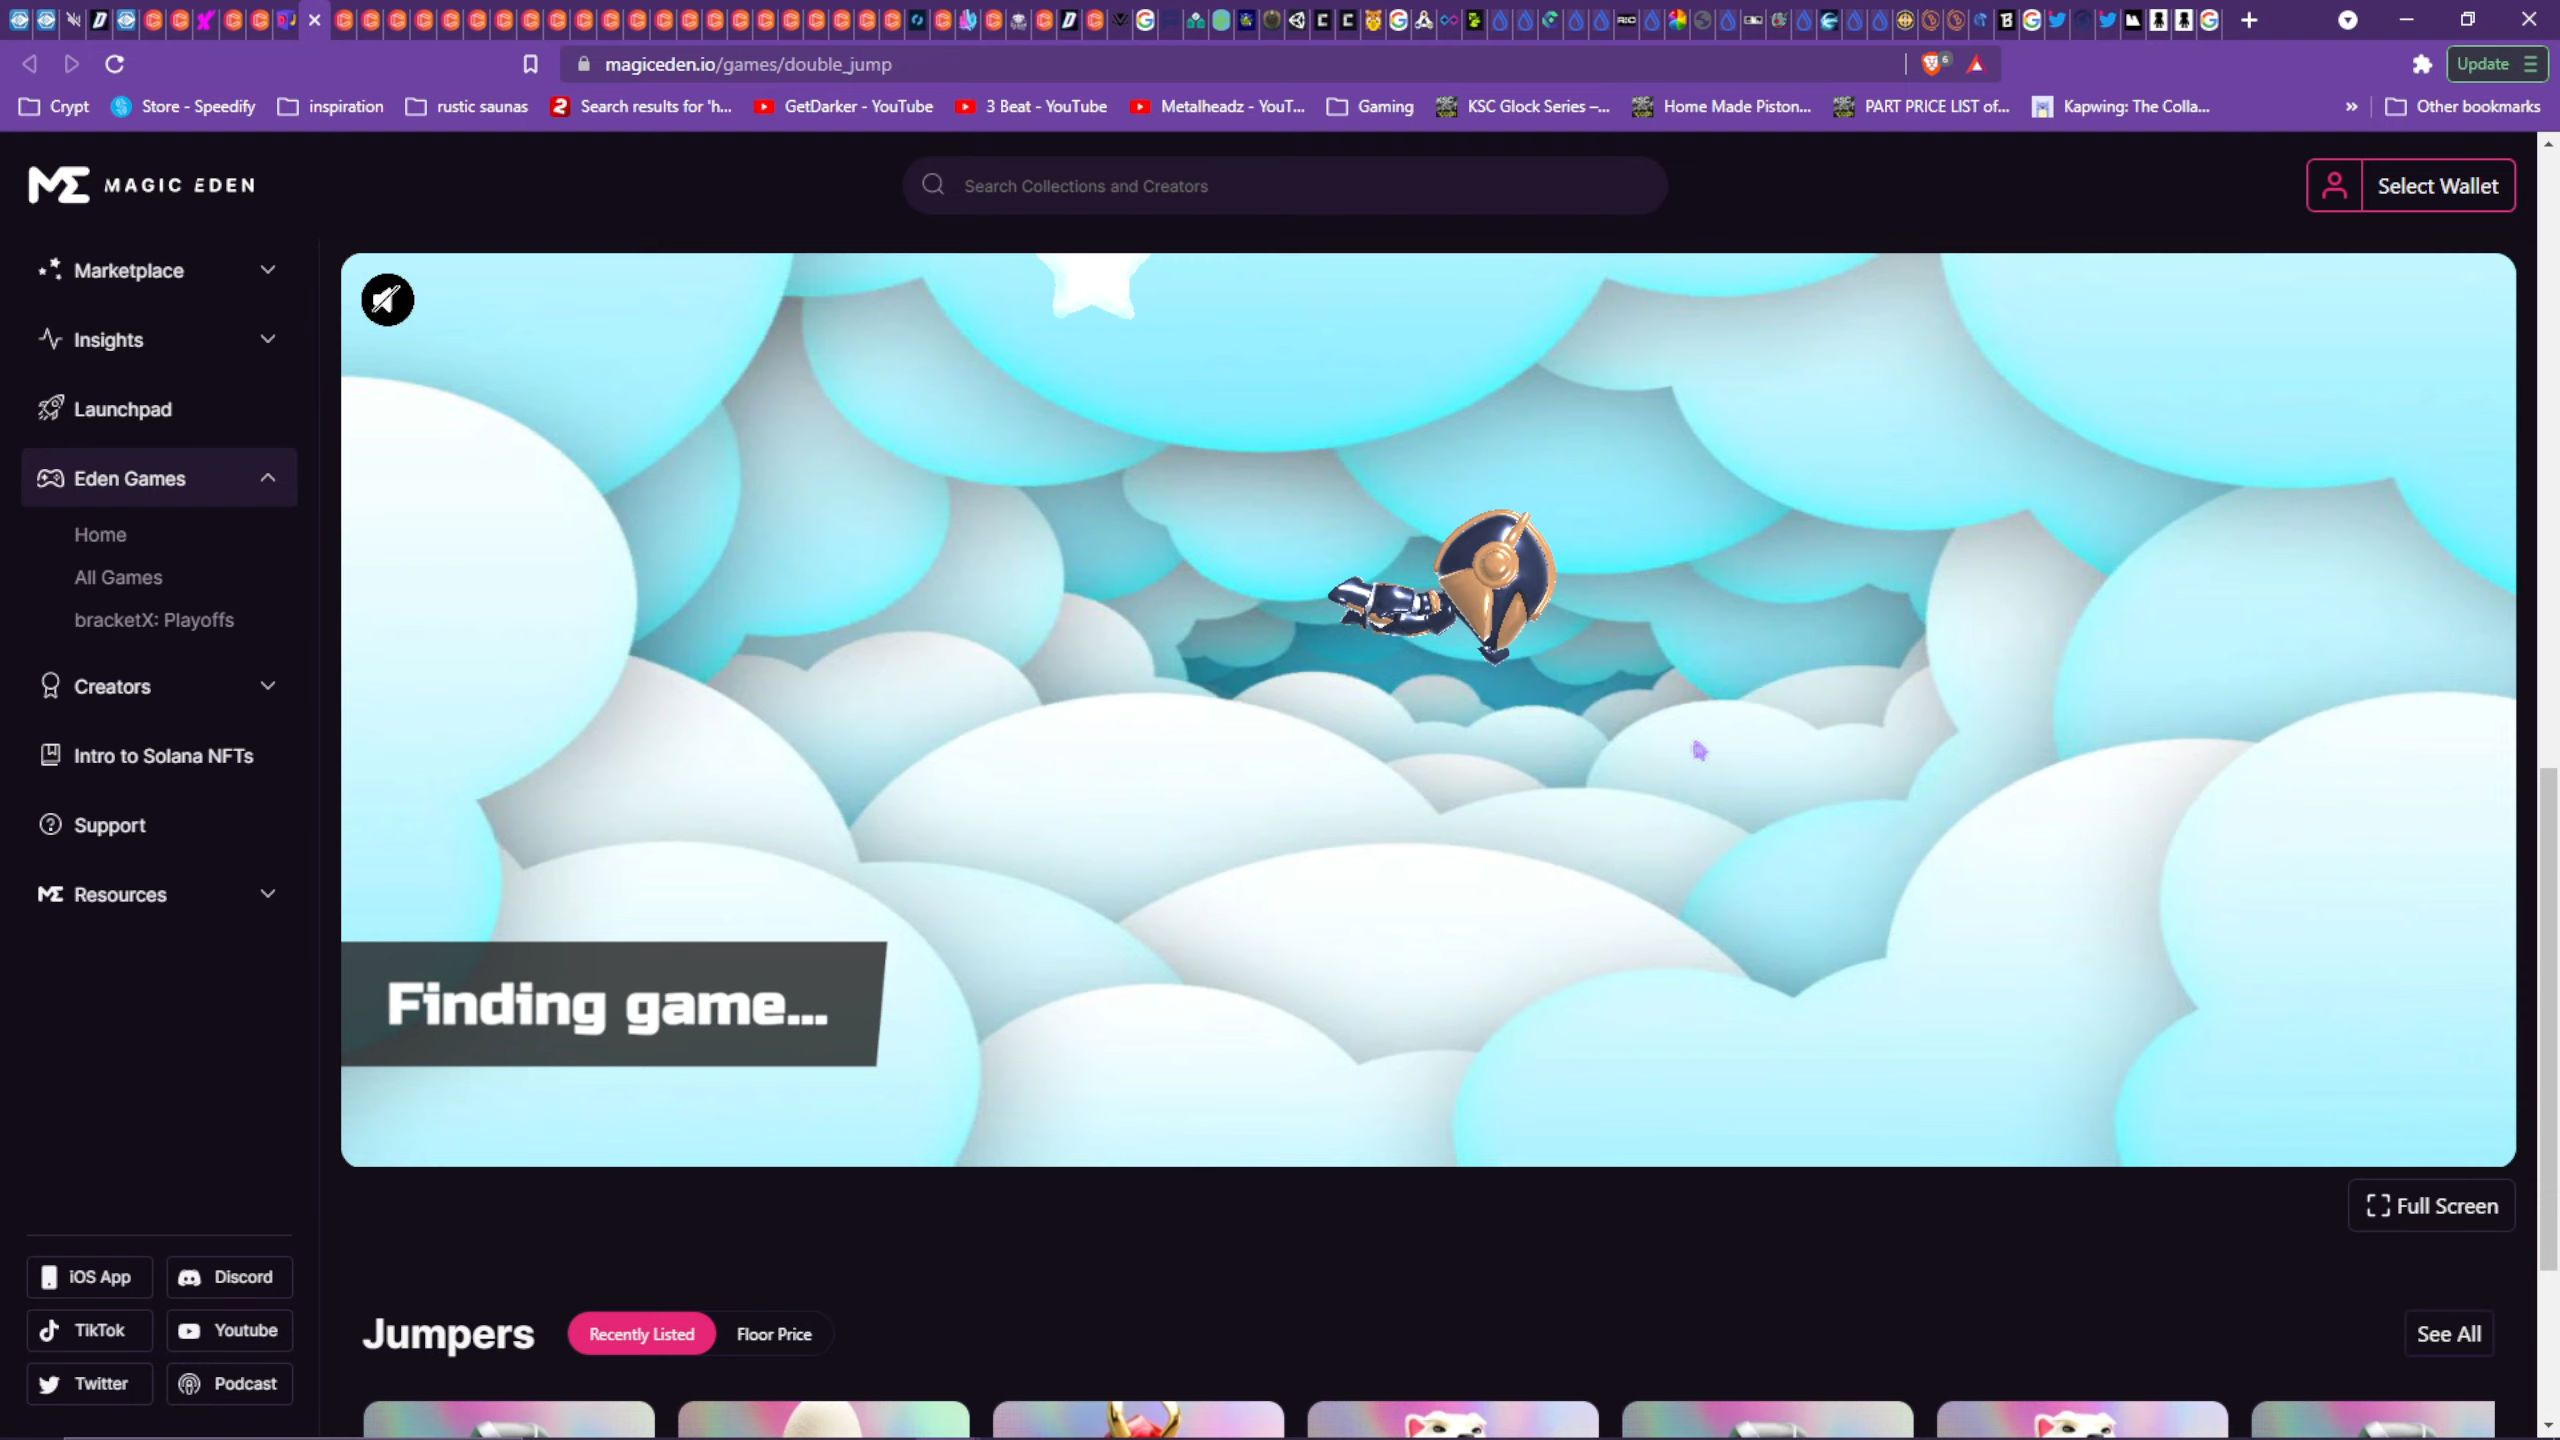 magiceden.io/games/double_jump
6
Update
Crypt
Store - Speedify
inspiration
rustic saunas
Search results for 'h...
GetDarker - YouTube
3 Beat - YouTube
Metalheadz - YouT...
Gaming
KSC Glock Series –...
Home Made Piston...
PART PRICE LIST of...
Kapwing: The Colla...
»
Other bookmarks
MAGIC EDEN
Search Collections and Creators
Select Wallet
Marketplace
Insights
Launchpad
Eden Games
Home
All Games
bracketX: Playoffs
Creators
Intro to Solana NFTs
Support
Resources
Finding game...
Full Screen
iOS App
Discord
TikTok
Youtube
Twitter
Podcast
Jumpers
Recently Listed
Floor Price
See All